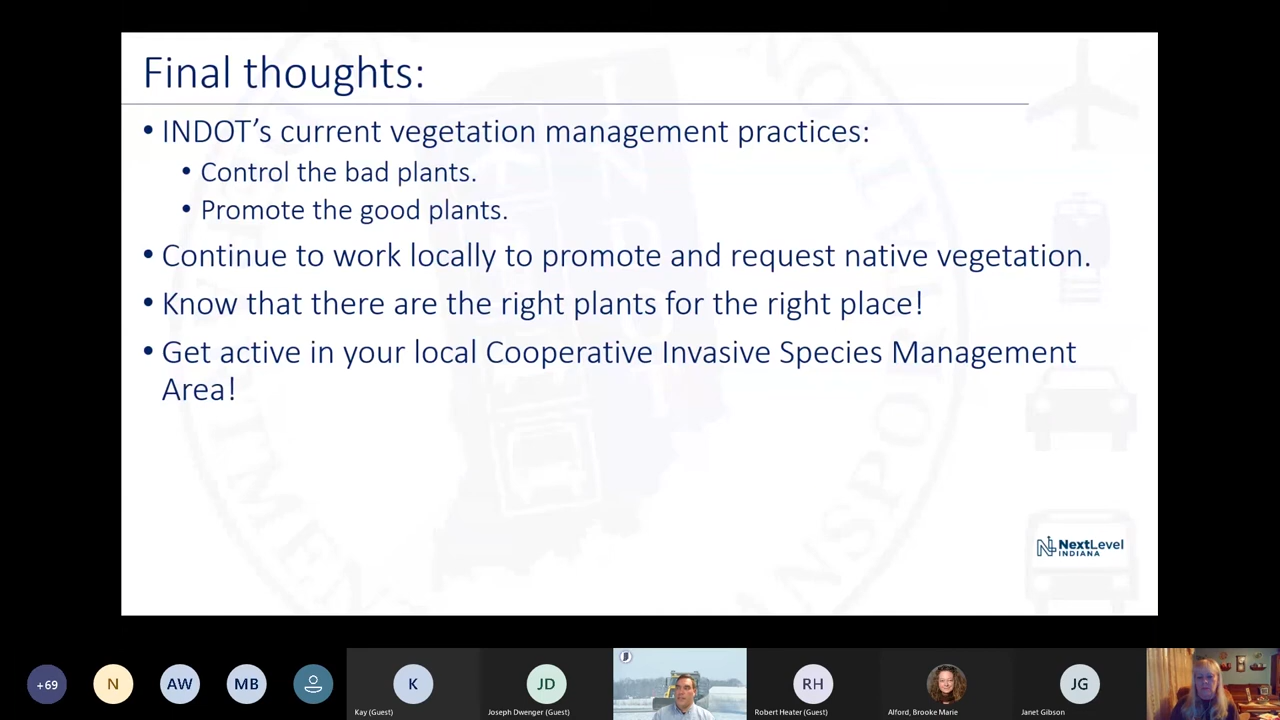 Final thoughts:
• INDOT's current vegetation management practices:
• Control the bad plants.
• Promote the good plants.
• Continue to work locally to promote and request native vegetation.
• Know that there are the right plants for the right place!
• Get active in your local Cooperative Invasive Species Management
Area!
NextLevel
INDIANA
+69
N
AW
MB
K
Kay (Guest)
JD
Joseph Dwenger (Guest)
RH
Robert Heater (Guest)
Alford, Brooke Marie
JG
Janet Gibson